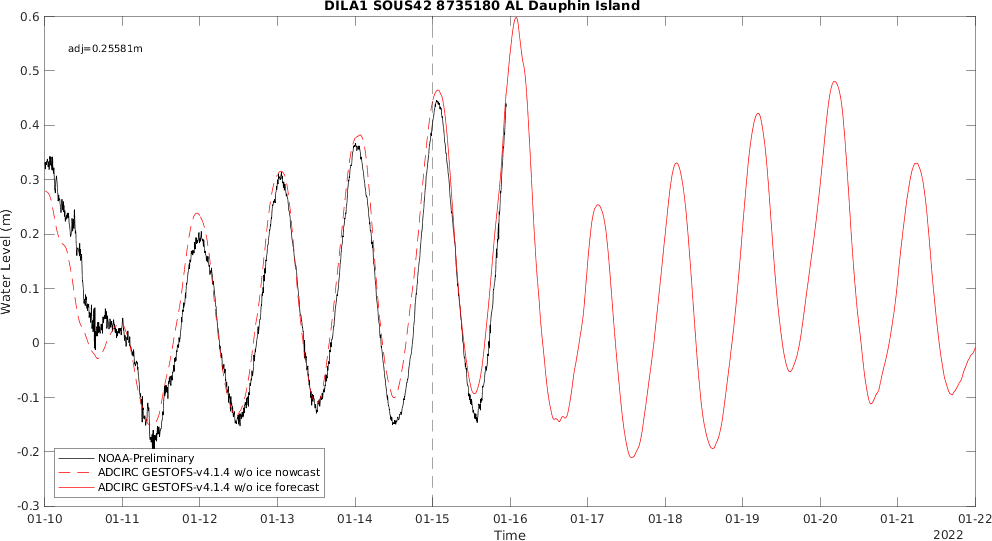 DILA1 SOUS42 8735180 AL Dauphin Island
adj=0.25581m
0.6
0.5
0.4
0.3
0.2
0.1
0
-0.1
-0.2
-0.3
Water Level (m)
NOAA-Preliminary
ADCIRC GESTOFS-v4.1.4 w/o ice nowcast
ADCIRC GESTOFS-v4.1.4 w/o ice forecast
01-10 01-11 01-12 01-13 01-14 01-15 01-16 01-17 01-18 01-19 01-20 01-21 01-22
Time
2022